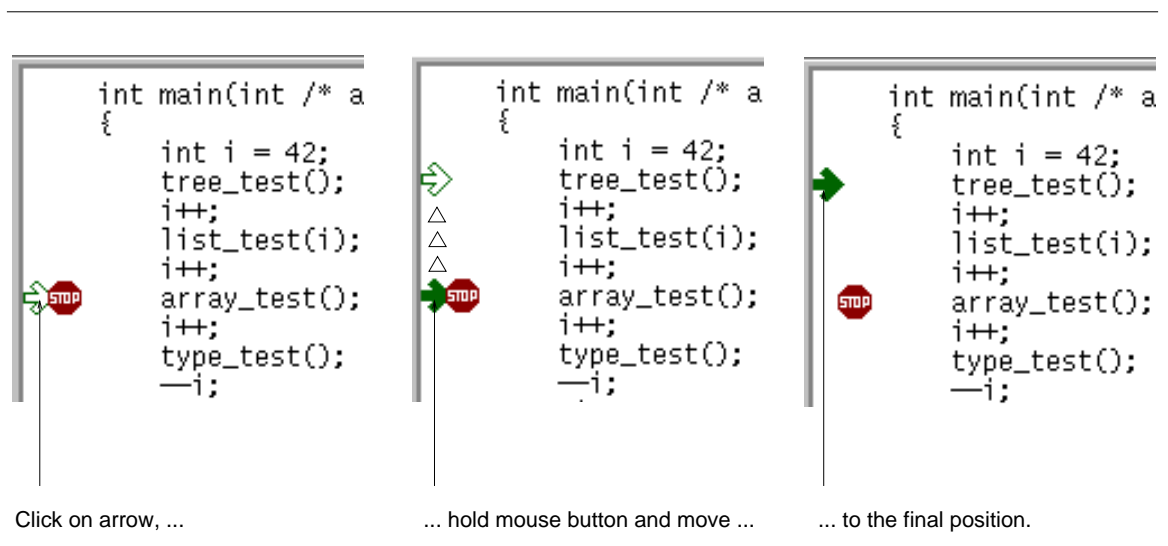 int main(int /* a
{
int i = 42;
tree_test();
i++;
list_test(i);
i++;
STOP array_test();
i++;
type_test();
--i;
Click on arrow, ...
int main(int /* a
{
int i = 42;
tree_test();
i++;
list_test(i);
i++;
STOP array_test();
i++;
type_test();
--i;
... hold mouse button and move ...
int main(int /* a
{
int i = 42;
tree_test();
i++;
list_test(i);
i++;
STOP array_test();
i++;
type_test();
--i;
... to the final position.